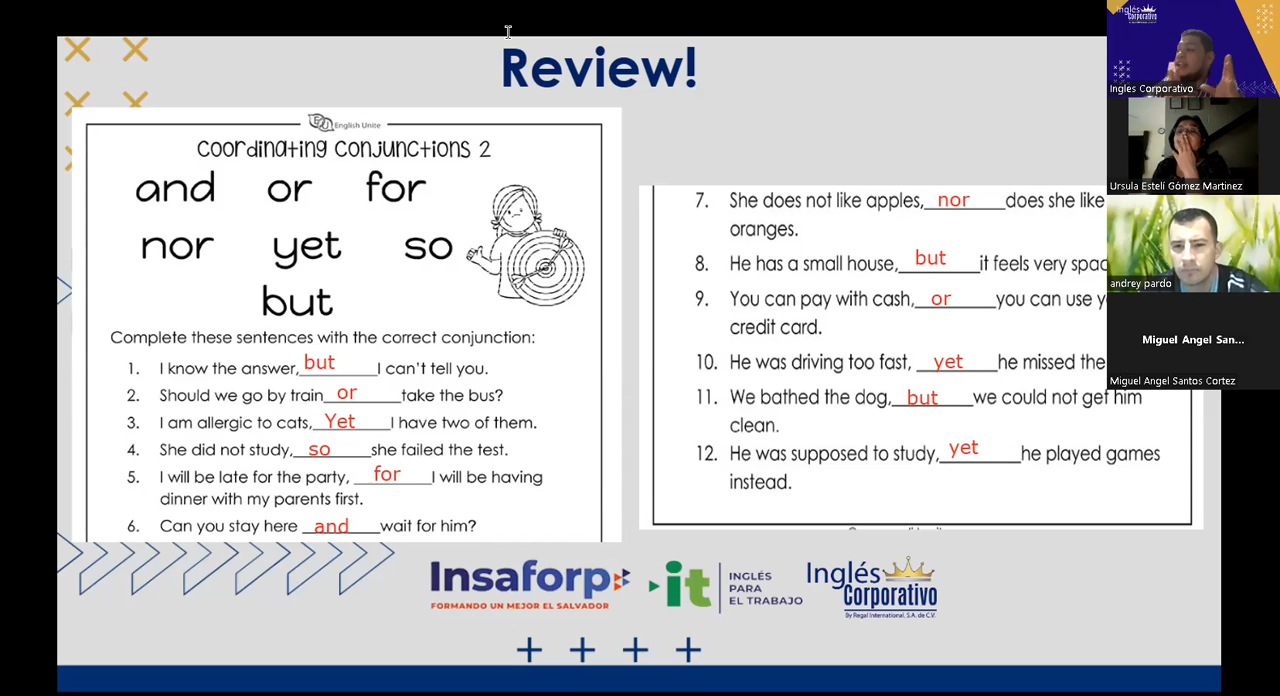 Review!
English Unite
Coordinating Conjunctions 2
and or for
nor yet so
but
Complete these sentences with the correct conjunction:
1. I know the answer, but I can't tell you.
2. Should we go by train or take the bus?
3. I am allergic to cats, Yet I have two of them.
4. She did not study, so she failed the test.
5. I will be late for the party, for I will be having
dinner with my parents first.
6. Can you stay here and wait for him?
7. She does not like apples, nor does she like
oranges.
8. He has a small house, but it feels very spac
9. You can pay with cash, or you can use y
credit card.
10. He was driving too fast, yet he missed the
11. We bathed the dog, but we could not get him
clean.
12. He was supposed to study, yet he played games
instead.
Insaforp
FORMANDO UN MEJOR EL SALVADOR
it
INGLÉS
PARA
EL TRABAJO
Inglés
Corporativo
By Regal International, S.A. de C.V.
Inglés
Corporativo
Ingles Corporativo
Ursula Estelí Gómez Martinez
andrey pardo
Miguel Angel San...
Miguel Angel Santos Cortez